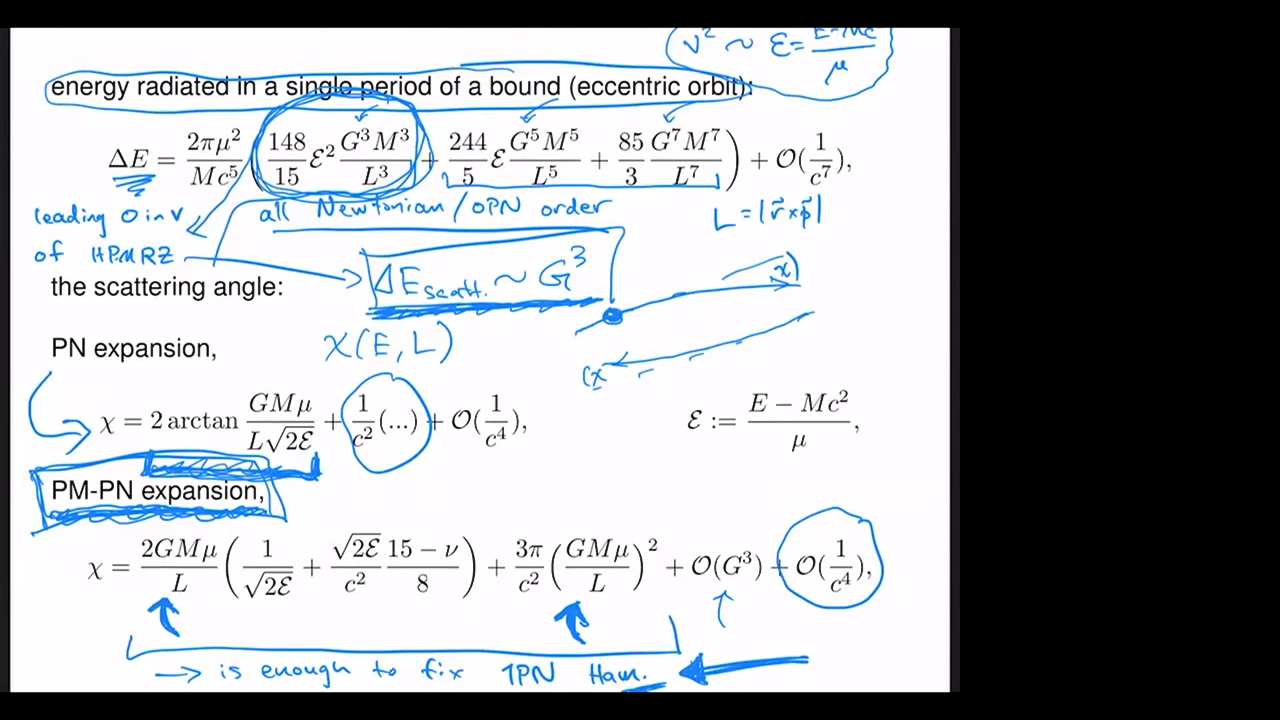 v² ~ ε = (E - Mc²)/μ
energy radiated in a single period of a bound (eccentric orbit):
ΔE = 2πμ²/Mc⁵ (148/15 ℰ² G³M³/L³ + 244/5 ℰ G⁵M⁵/L⁵ + 85/3 G⁷M⁷/L⁷) + O(1/c⁷),
leading O in v
all Newtonian/0PN order
L = |r⃗ × p⃗|
of HPMRZ
the scattering angle:
ΔE scatt. ~ G³
χ)
PN expansion,
χ(E, L)
(χ
χ = 2 arctan GMμ/(L√2ℰ) + 1/c² (...) + O(1/c⁴),
ℰ := (E − Mc²)/μ,
PM-PN expansion,
χ = 2GMμ/L (1/√2ℰ + √2ℰ/c² (15 − ν)/8) + 3π/c² (GMμ/L)² + O(G³) + O(1/c⁴),
→ is enough to fix 1PN Ham.